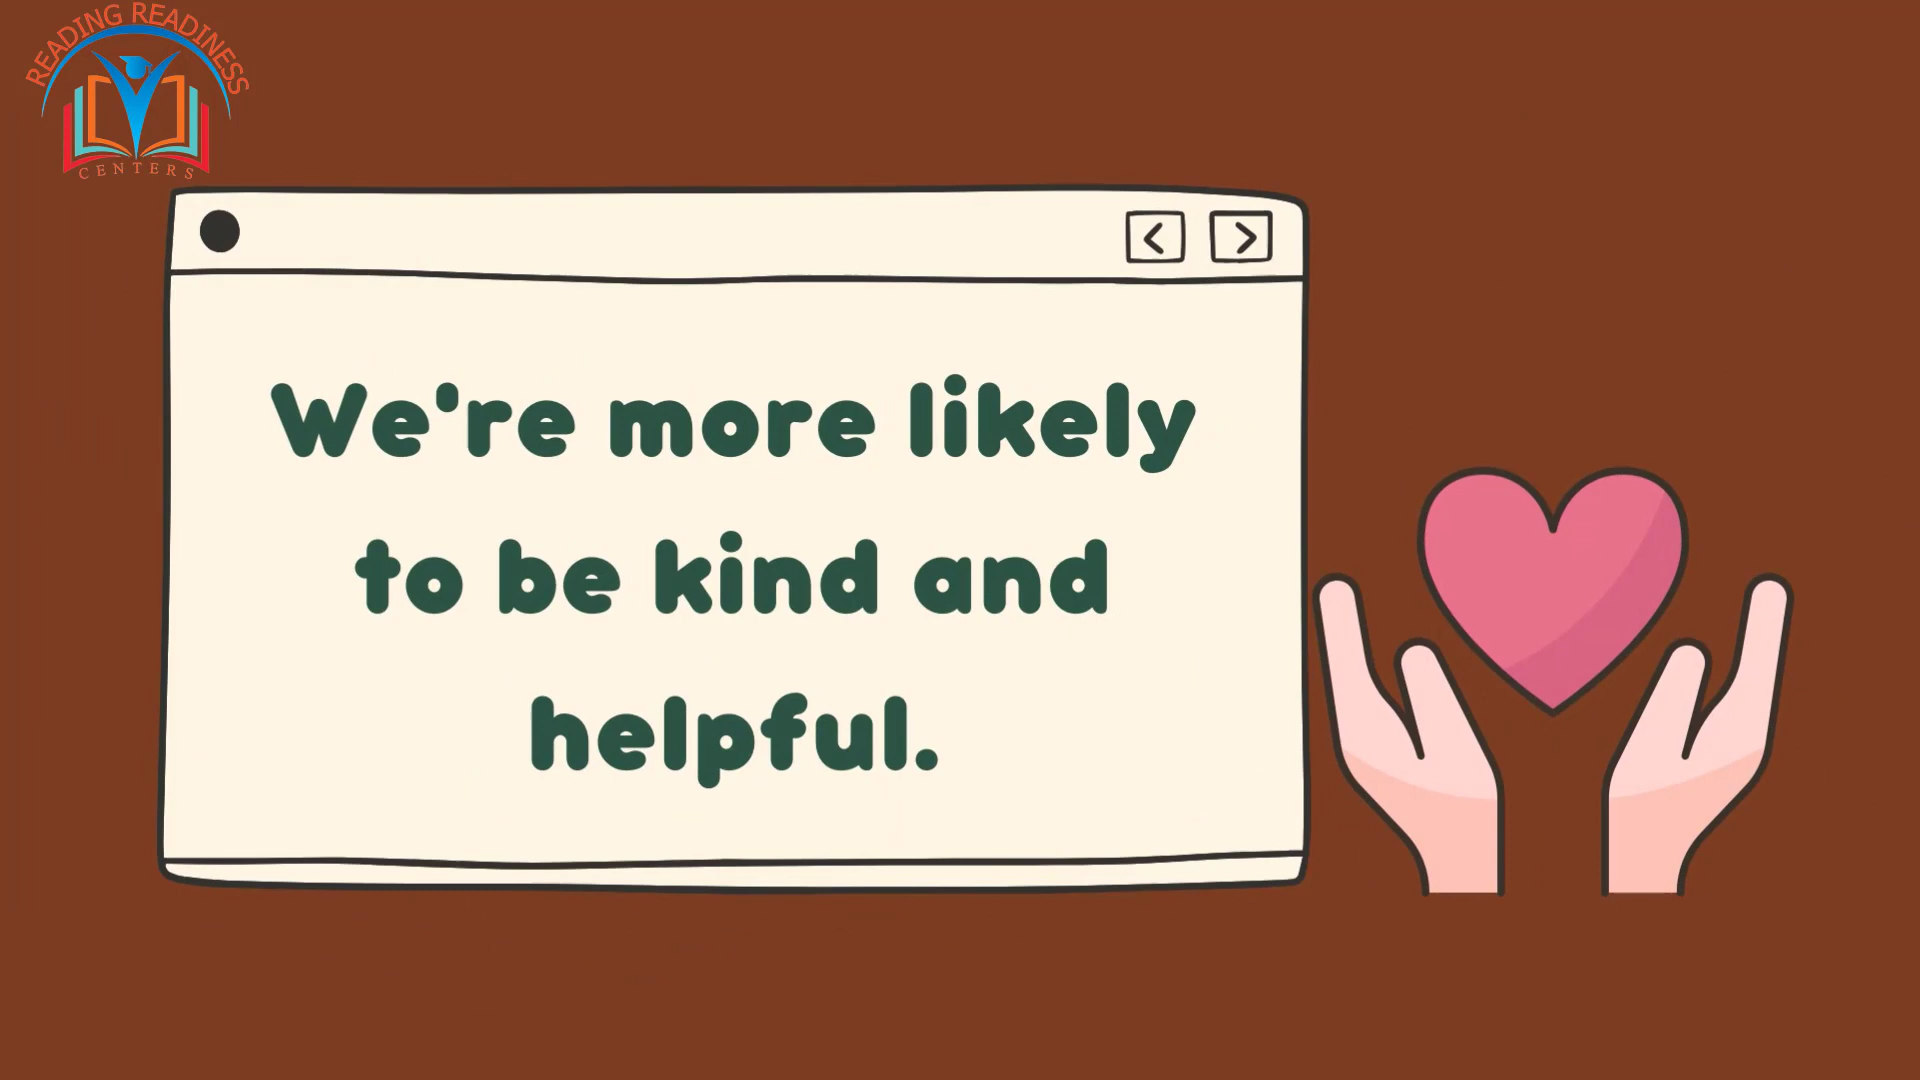 READING READINESS
CENTERS
We're more likely
to be kind and
helpful.